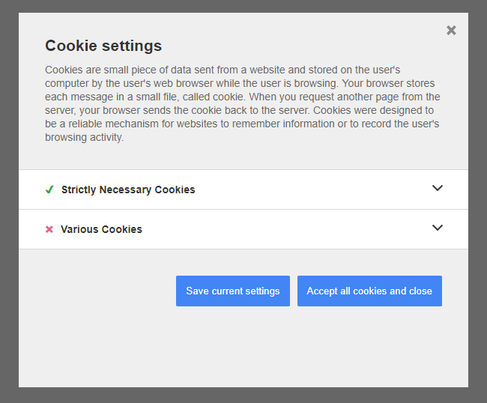 Cookie settings
Cookies are small piece of data sent from a website and stored on the user's
computer by the user's web browser while the user is browsing. Your browser stores
each message in a small file, called cookie. When you request another page from the
server, your browser sends the cookie back to the server. Cookies were designed to
be a reliable mechanism for websites to remember information or to record the user's
browsing activity.
Strictly Necessary Cookies
Various Cookies
Save current settings
Accept all cookies and close